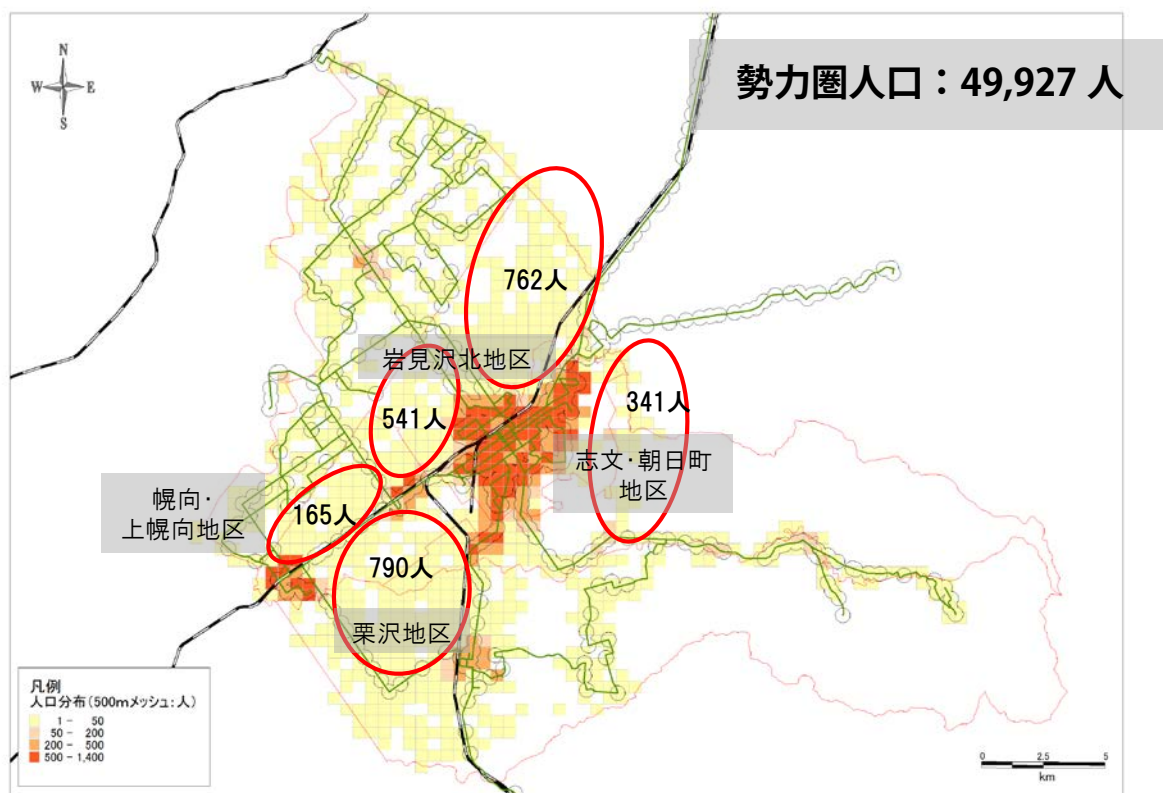 N
W E
S
勢力圏人口：49,927 人
762人
岩見沢北地区
541人
341人
志文・朝日町
地区
幌向・
上幌向地区
165人
790人
栗沢地区
凡例
人口分布(500mメッシュ:人)
1 - 50
50 - 200
200 - 500
500 - 1,400
0 2.5 5
km